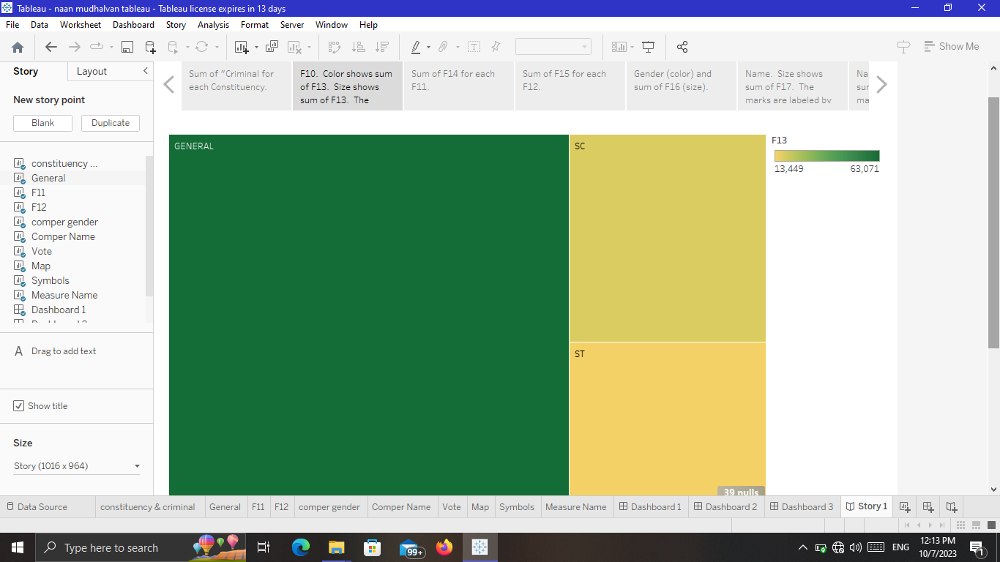 Tableau - naan mudhalvan tableau - Tableau license expires in 13 days
File Data Worksheet Dashboard Story Analysis Format Server Window Help
Show Me
Story Layout
New story point
Blank Duplicate
constituency ...
General
F11
F12
comper gender
Comper Name
Vote
Map
Symbols
Measure Name
Dashboard 1
A Drag to add text
Show title
Size
Story (1016 x 964)
Sum of "Criminal for
each Constituency.
F10. Color shows sum
of F13. Size shows
sum of F13. The
Sum of F14 for each
F11.
Sum of F15 for each
F12.
Gender (color) and
sum of F16 (size).
Name. Size shows
sum of F17. The
marks are labeled by
Na
sur
ma
GENERAL
SC
ST
39 nulls
F13
13,449 63,071
Data Source constituency & criminal General F11 F12 comper gender Comper Name Vote Map Symbols Measure Name Dashboard 1 Dashboard 2 Dashboard 3 Story 1
Type here to search
99+
ENG
12:13 PM
10/7/2023
1